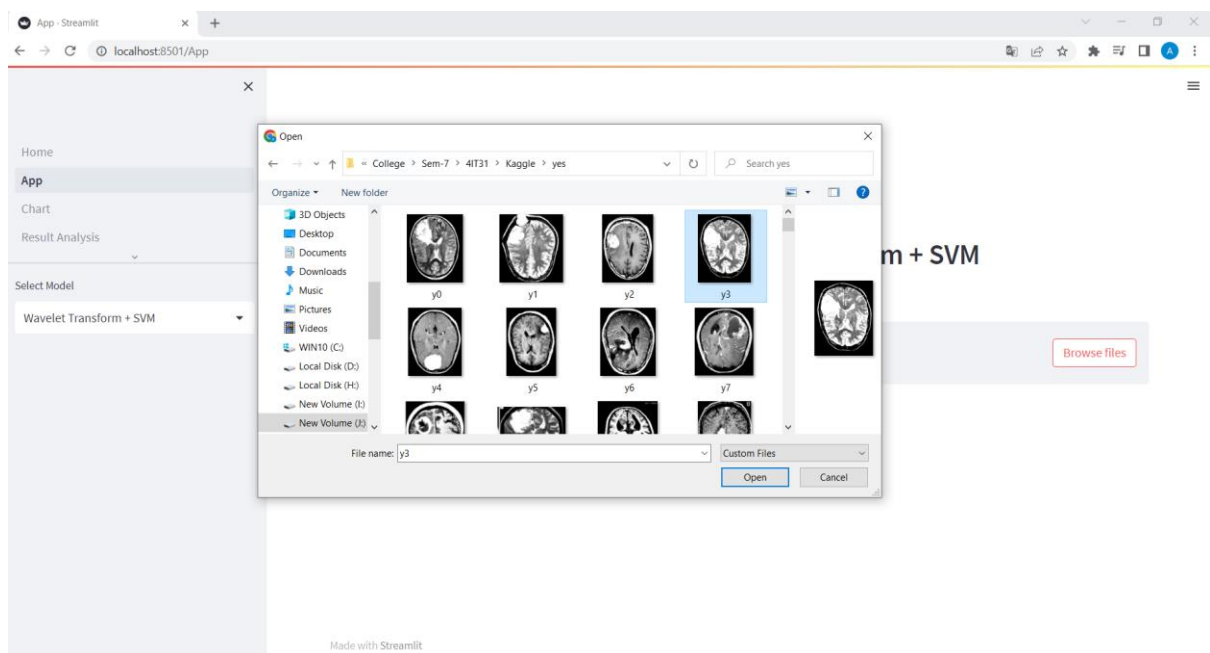 App · Streamlit
localhost:8501/App
A
Home
App
Chart
Result Analysis
Select Model
Wavelet Transform + SVM
m + SVM
Browse files
Made with Streamlit
Open
« College > Sem-7 > 4IT31 > Kaggle > yes
Search yes
Organize
New folder
3D Objects
Desktop
Documents
Downloads
Music
Pictures
Videos
WIN10 (C:)
Local Disk (D:)
Local Disk (H:)
New Volume (I:)
New Volume (J:)
y0 y1 y2 y3
y4 y5 y6 y7
File name: y3
Custom Files
Open Cancel